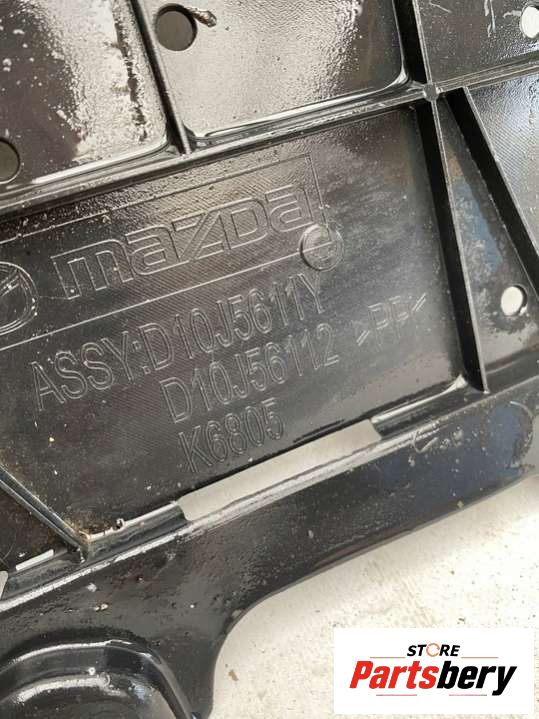 mazda
ASSY:D10J5611Y
D10J56112 >PP<
K6805
STORE
Partsbery